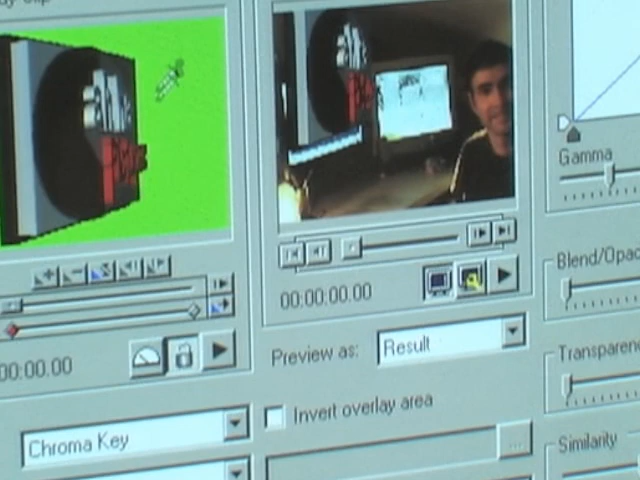 Gamma
00:00:00.00
Blend/Opac
00:00.00
Preview as:
Result
Transparenc
Invert overlay area
Chroma Key
...
Similarity